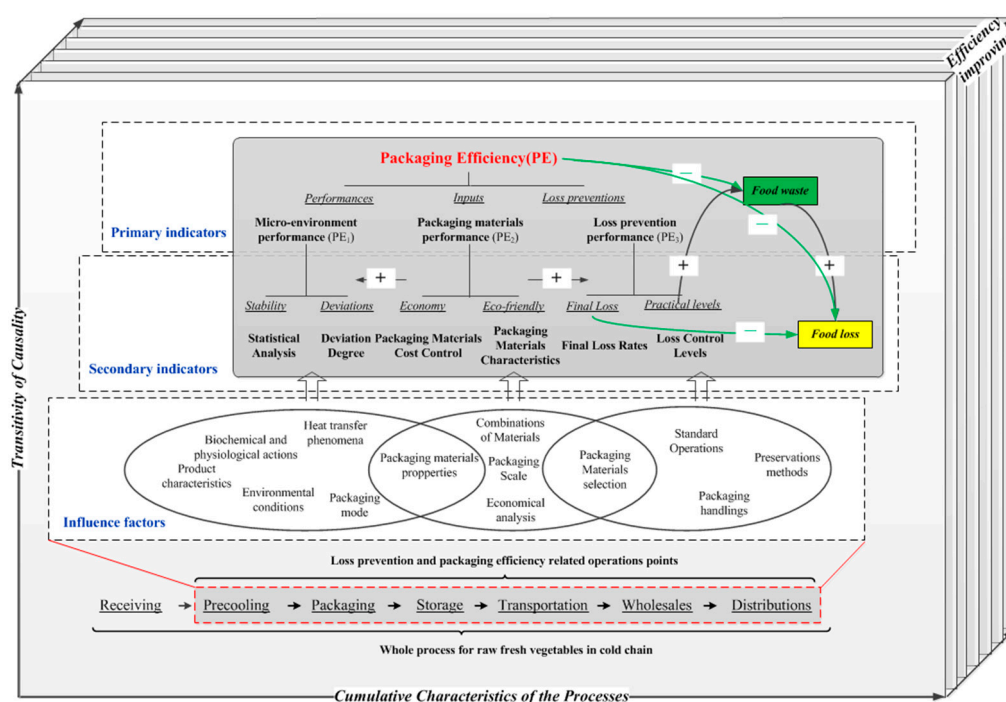 Efficiency
improving
Transitivity of Causality
Packaging Efficiency(PE)
—
Food waste
Performances
Inputs
Loss preventions
—
Primary indicators
Micro-environment
performance (PE1)
Packaging materials
performance (PE2)
Loss prevention
performance (PE3)
+
+
+
+
Stability
Deviations
Economy
Eco-friendly
Final Loss
Practical levels
—
Food loss
Statistical
Analysis
Deviation
Degree
Packaging Materials
Cost Control
Packaging
Materials
Characteristics
Final Loss Rates
Loss Control
Levels
Secondary indicators
Heat transfer
phenomena
Biochemical and
physiological actions
Product
characteristics
Environmental
conditions
Packaging
mode
Packaging materials
propperties
Combinations
of Materials
Packaging
Scale
Economical
analysis
Packaging
Materials
selection
Standard
Operations
Preservations
methods
Packaging
handlings
Influence factors
Loss prevention and packaging efficiency related operations points
Receiving
Precooling
Packaging
Storage
Transportation
Wholesales
Distributions
Whole process for raw fresh vegetables in cold chain
Cumulative Characteristics of the Processes